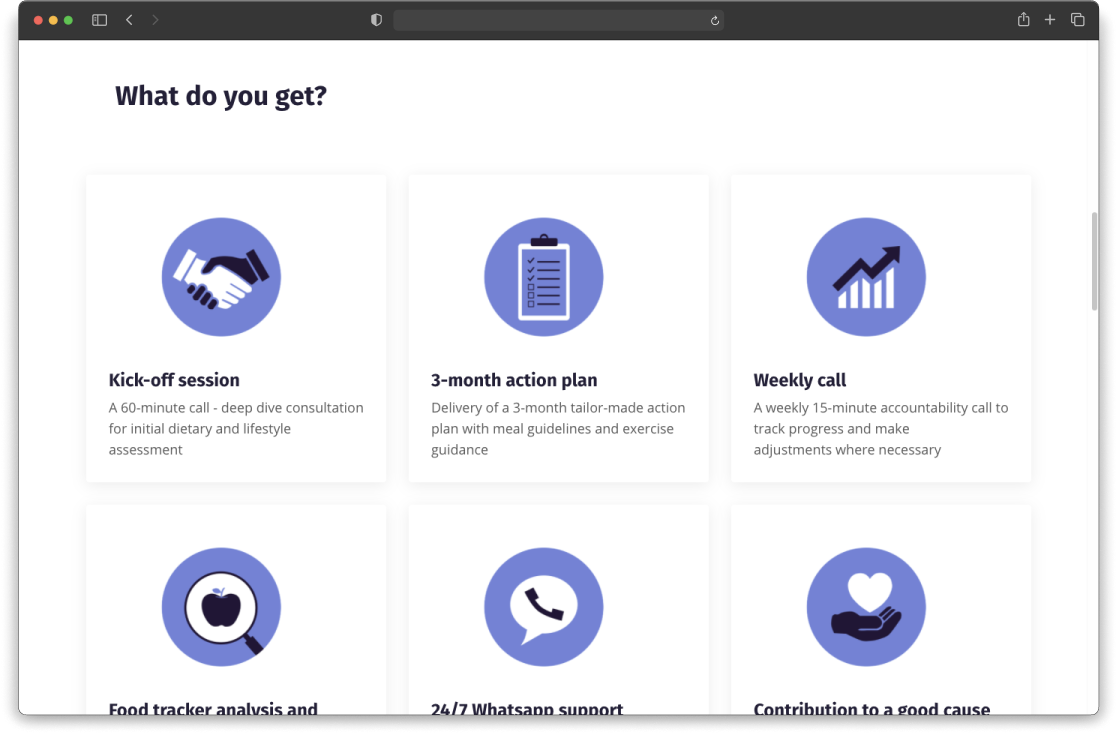 What do you get?
Kick-off session
A 60-minute call - deep dive consultation
for initial dietary and lifestyle
assessment
3-month action plan
Delivery of a 3-month tailor-made action
plan with meal guidelines and exercise
guidance
Weekly call
A weekly 15-minute accountability call to
track progress and make
adjustments where necessary
Food tracker analysis and
24/7 Whatsapp support
Contribution to a good cause